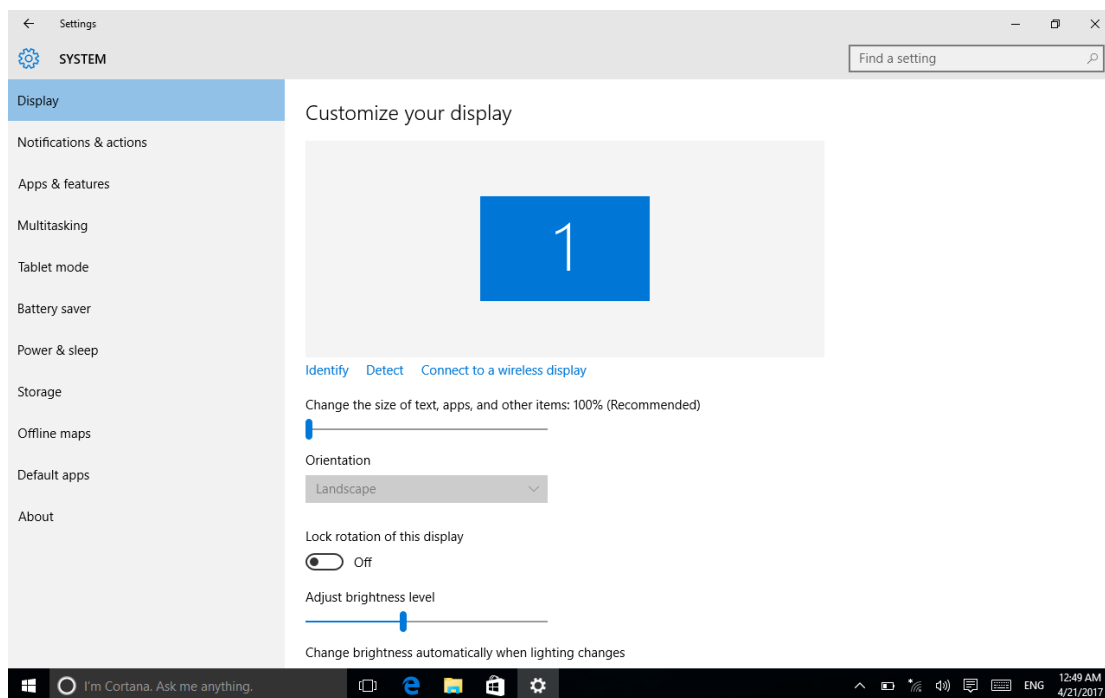 Settings
SYSTEM
Find a setting
Display
Notifications & actions
Apps & features
Multitasking
Tablet mode
Battery saver
Power & sleep
Storage
Offline maps
Default apps
About
Customize your display
1
Identify Detect Connect to a wireless display
Change the size of text, apps, and other items: 100% (Recommended)
Orientation
Landscape
Lock rotation of this display
Off
Adjust brightness level
Change brightness automatically when lighting changes
I'm Cortana. Ask me anything.
ENG
12:49 AM
4/21/2017